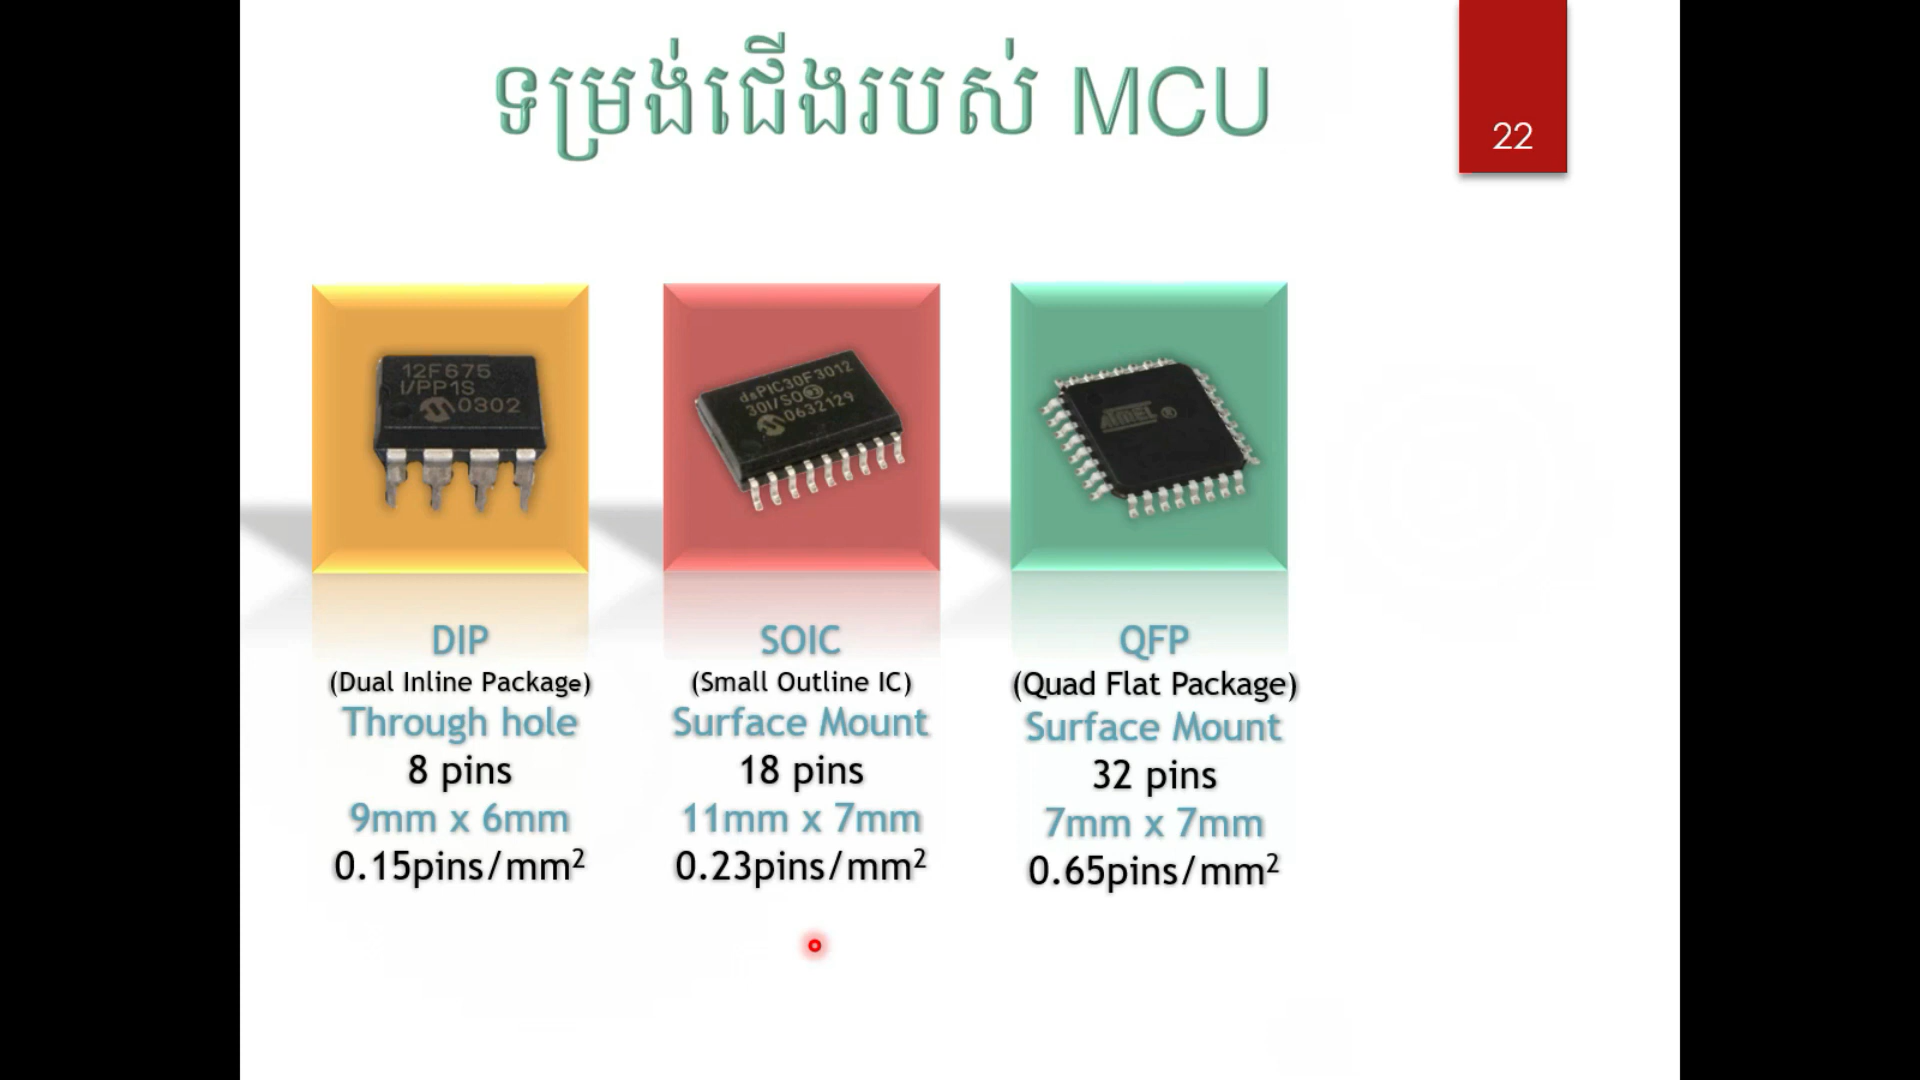 ទម្រង់ជើងរបស់ MCU
22
12F675
I/PP1S
0302
dsPIC30F3012
30I/SO
0632129
ATMEL ®
DIP
(Dual Inline Package)
Through hole
8 pins
9mm x 6mm
0.15pins/mm²
SOIC
(Small Outline IC)
Surface Mount
18 pins
11mm x 7mm
0.23pins/mm²
QFP
(Quad Flat Package)
Surface Mount
32 pins
7mm x 7mm
0.65pins/mm²